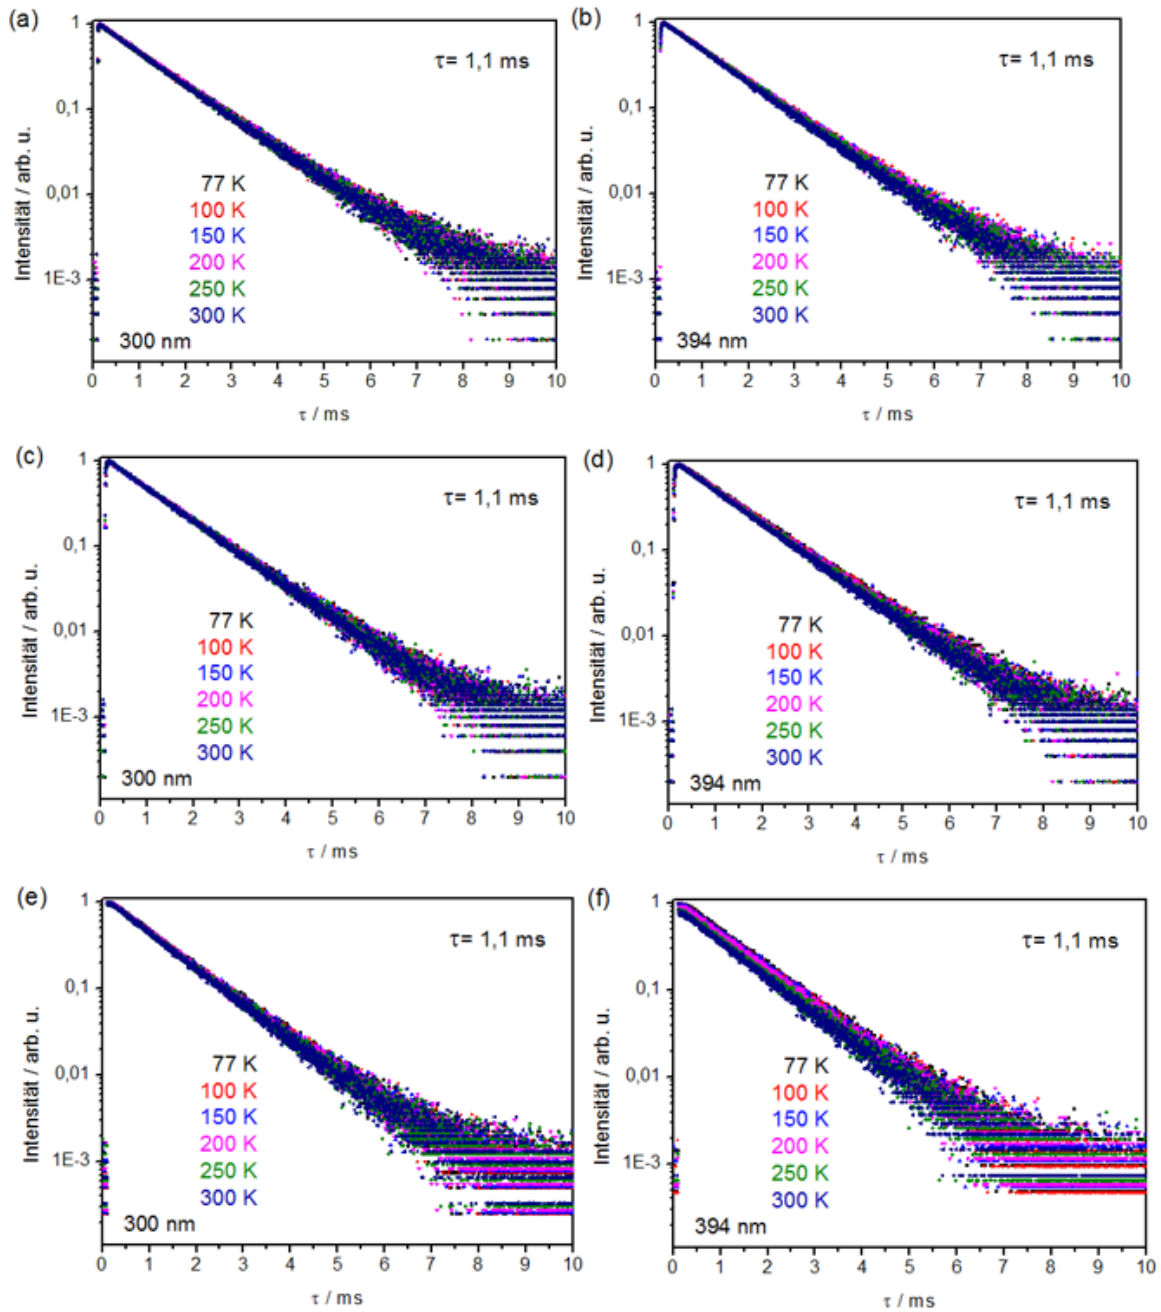 (a)
Intensität / arb. u.
1
0,1
0,01
1E-3
τ= 1,1 ms
77 K
100 K
150 K
200 K
250 K
300 K
300 nm
0 1 2 3 4 5 6 7 8 9 10
τ / ms
(b)
Intensität / arb. u.
1
0,1
0,01
1E-3
τ= 1,1 ms
77 K
100 K
150 K
200 K
250 K
300 K
394 nm
0 1 2 3 4 5 6 7 8 9 10
τ / ms
(c)
Intensität / arb. u.
1
0,1
0,01
1E-3
τ= 1,1 ms
77 K
100 K
150 K
200 K
250 K
300 K
300 nm
0 1 2 3 4 5 6 7 8 9 10
τ / ms
(d)
Intensität / arb. u.
1
0,1
0,01
1E-3
τ= 1,1 ms
77 K
100 K
150 K
200 K
250 K
300 K
394 nm
0 1 2 3 4 5 6 7 8 9 10
τ / ms
(e)
Intensität / arb. u.
1
0,1
0,01
1E-3
τ= 1,1 ms
77 K
100 K
150 K
200 K
250 K
300 K
300 nm
0 1 2 3 4 5 6 7 8 9 10
τ / ms
(f)
Intensität / arb. u.
1
0,1
0,01
1E-3
τ= 1,1 ms
77 K
100 K
150 K
200 K
250 K
300 K
394 nm
0 1 2 3 4 5 6 7 8 9 10
τ / ms